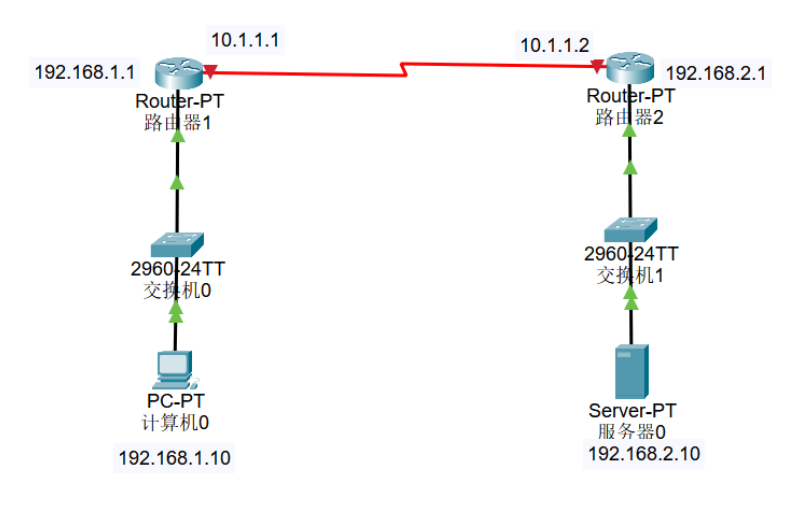 10.1.1.1
10.1.1.2
192.168.1.1
192.168.2.1
Router-PT
路由器1
Router-PT
路由器2
2960-24TT
交换机0
2960-24TT
交换机1
PC-PT
计算机0
Server-PT
服务器0
192.168.1.10
192.168.2.10